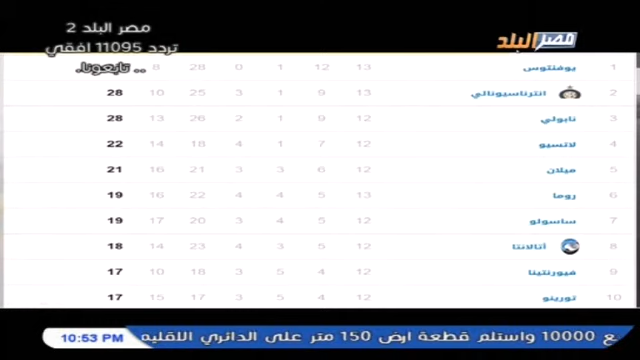 مصر البلد 2
تردد 11095 افقي
تابعونا ..
مصر البلد
1 يوفنتوس 13 12 1 0 28 8
2 انترناسيونالي 13 9 1 3 25 10 28
3 نابولي 12 9 1 2 26 13 28
4 لاتسيو 12 7 1 4 18 14 22
5 ميلان 12 6 3 3 21 16 21
6 روما 13 5 4 4 22 16 19
7 ساسولو 12 5 4 3 20 17 19
8 أتالانتا 12 5 3 4 23 14 18
9 فيورنتينا 12 4 5 3 18 10 17
10 تورينو 12 4 5 3 17 15 17
10000 واستلم قطعة ارض 150 متر على الدائري الاقليم
10:53 PM